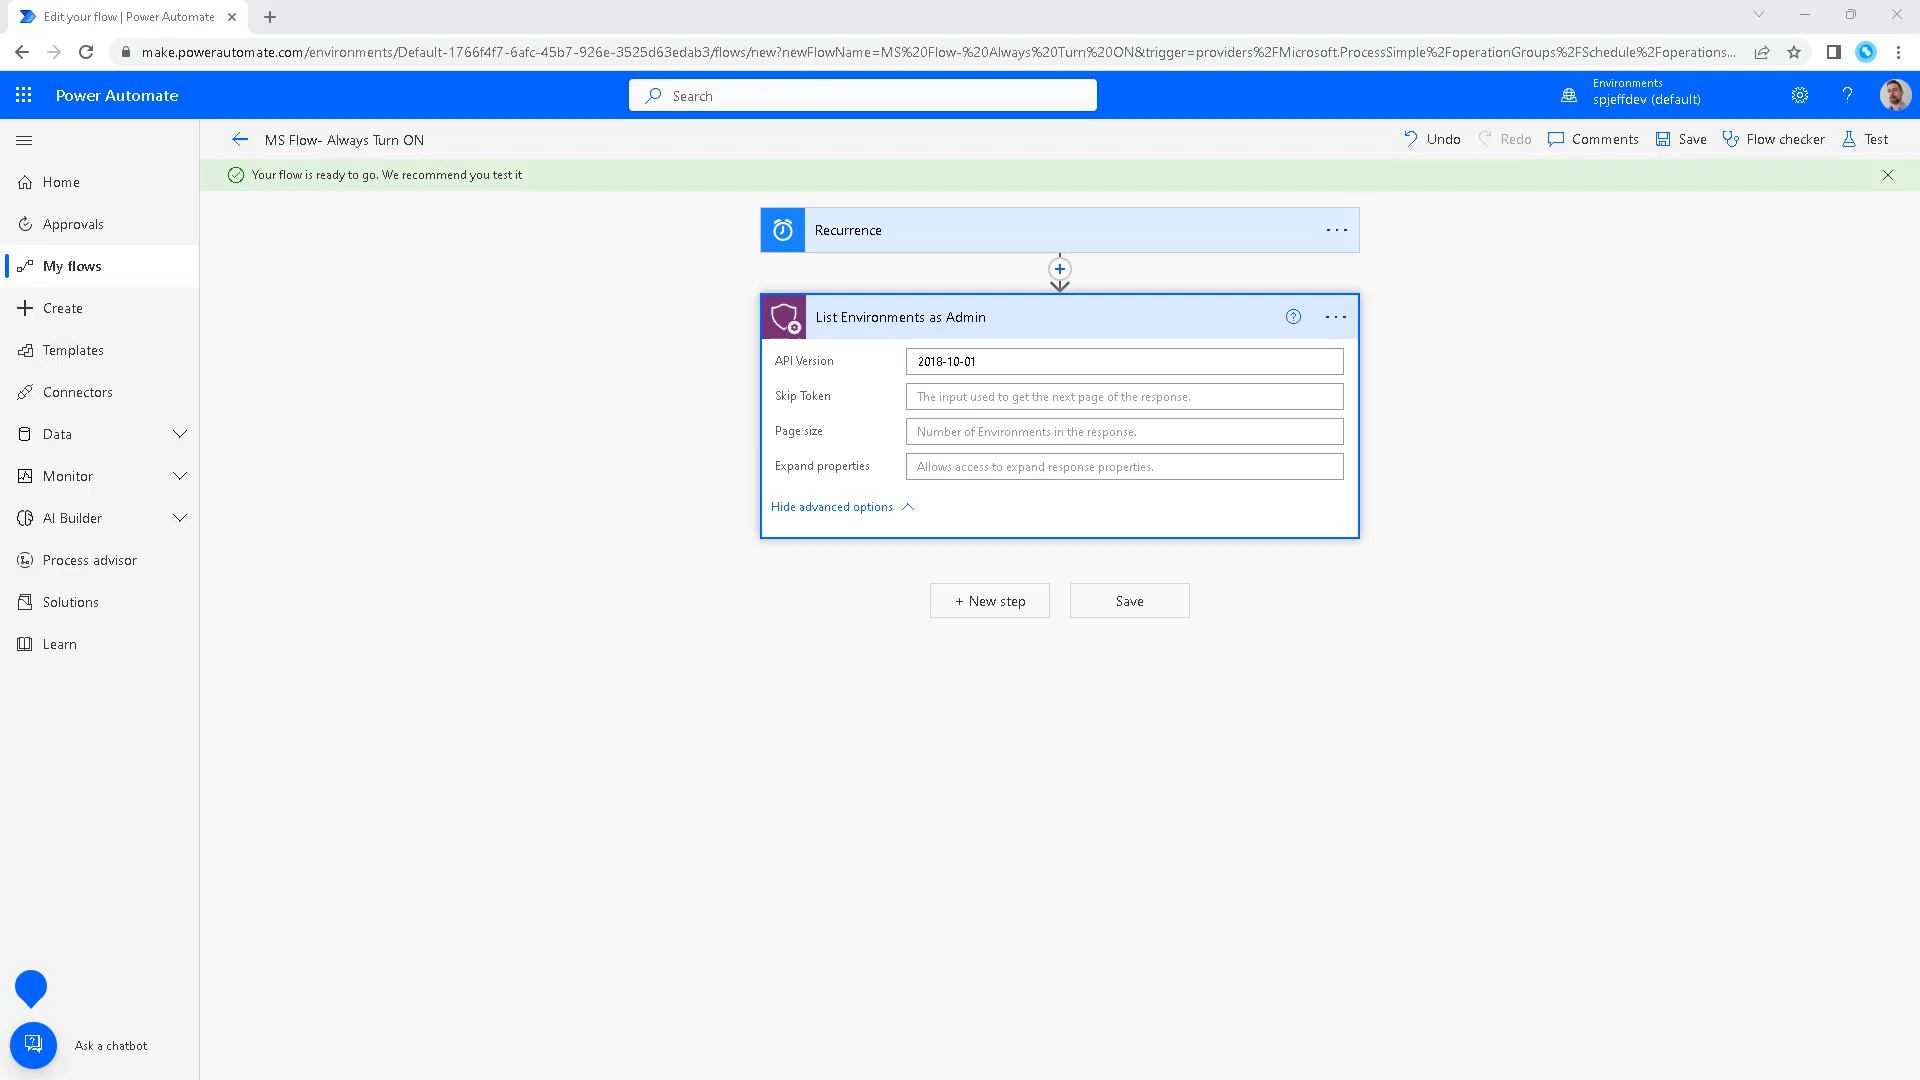 Edit your flow | Power Automate
make.powerautomate.com/environments/Default-1766f4f7-6afc-45b7-926e-3525d63edab3/flows/new?newFlowName=MS%20Flow-%20Always%20Turn%20ON&trigger=providers%2FMicrosoft.ProcessSimple%2FoperationGroups%2FSchedule%2Foperations...
Power Automate
Search
Environments
spjeffdev (default)
MS Flow- Always Turn ON
Undo
Redo
Comments
Save
Flow checker
Test
Your flow is ready to go. We recommend you test it
Home
Approvals
My flows
Create
Templates
Connectors
Data
Monitor
AI Builder
Process advisor
Solutions
Learn
Ask a chatbot
Recurrence
List Environments as Admin
API Version
2018-10-01
Skip Token
The input used to get the next page of the response.
Page size
Number of Environments in the response.
Expand properties
Allows access to expand response properties.
Hide advanced options
+ New step
Save